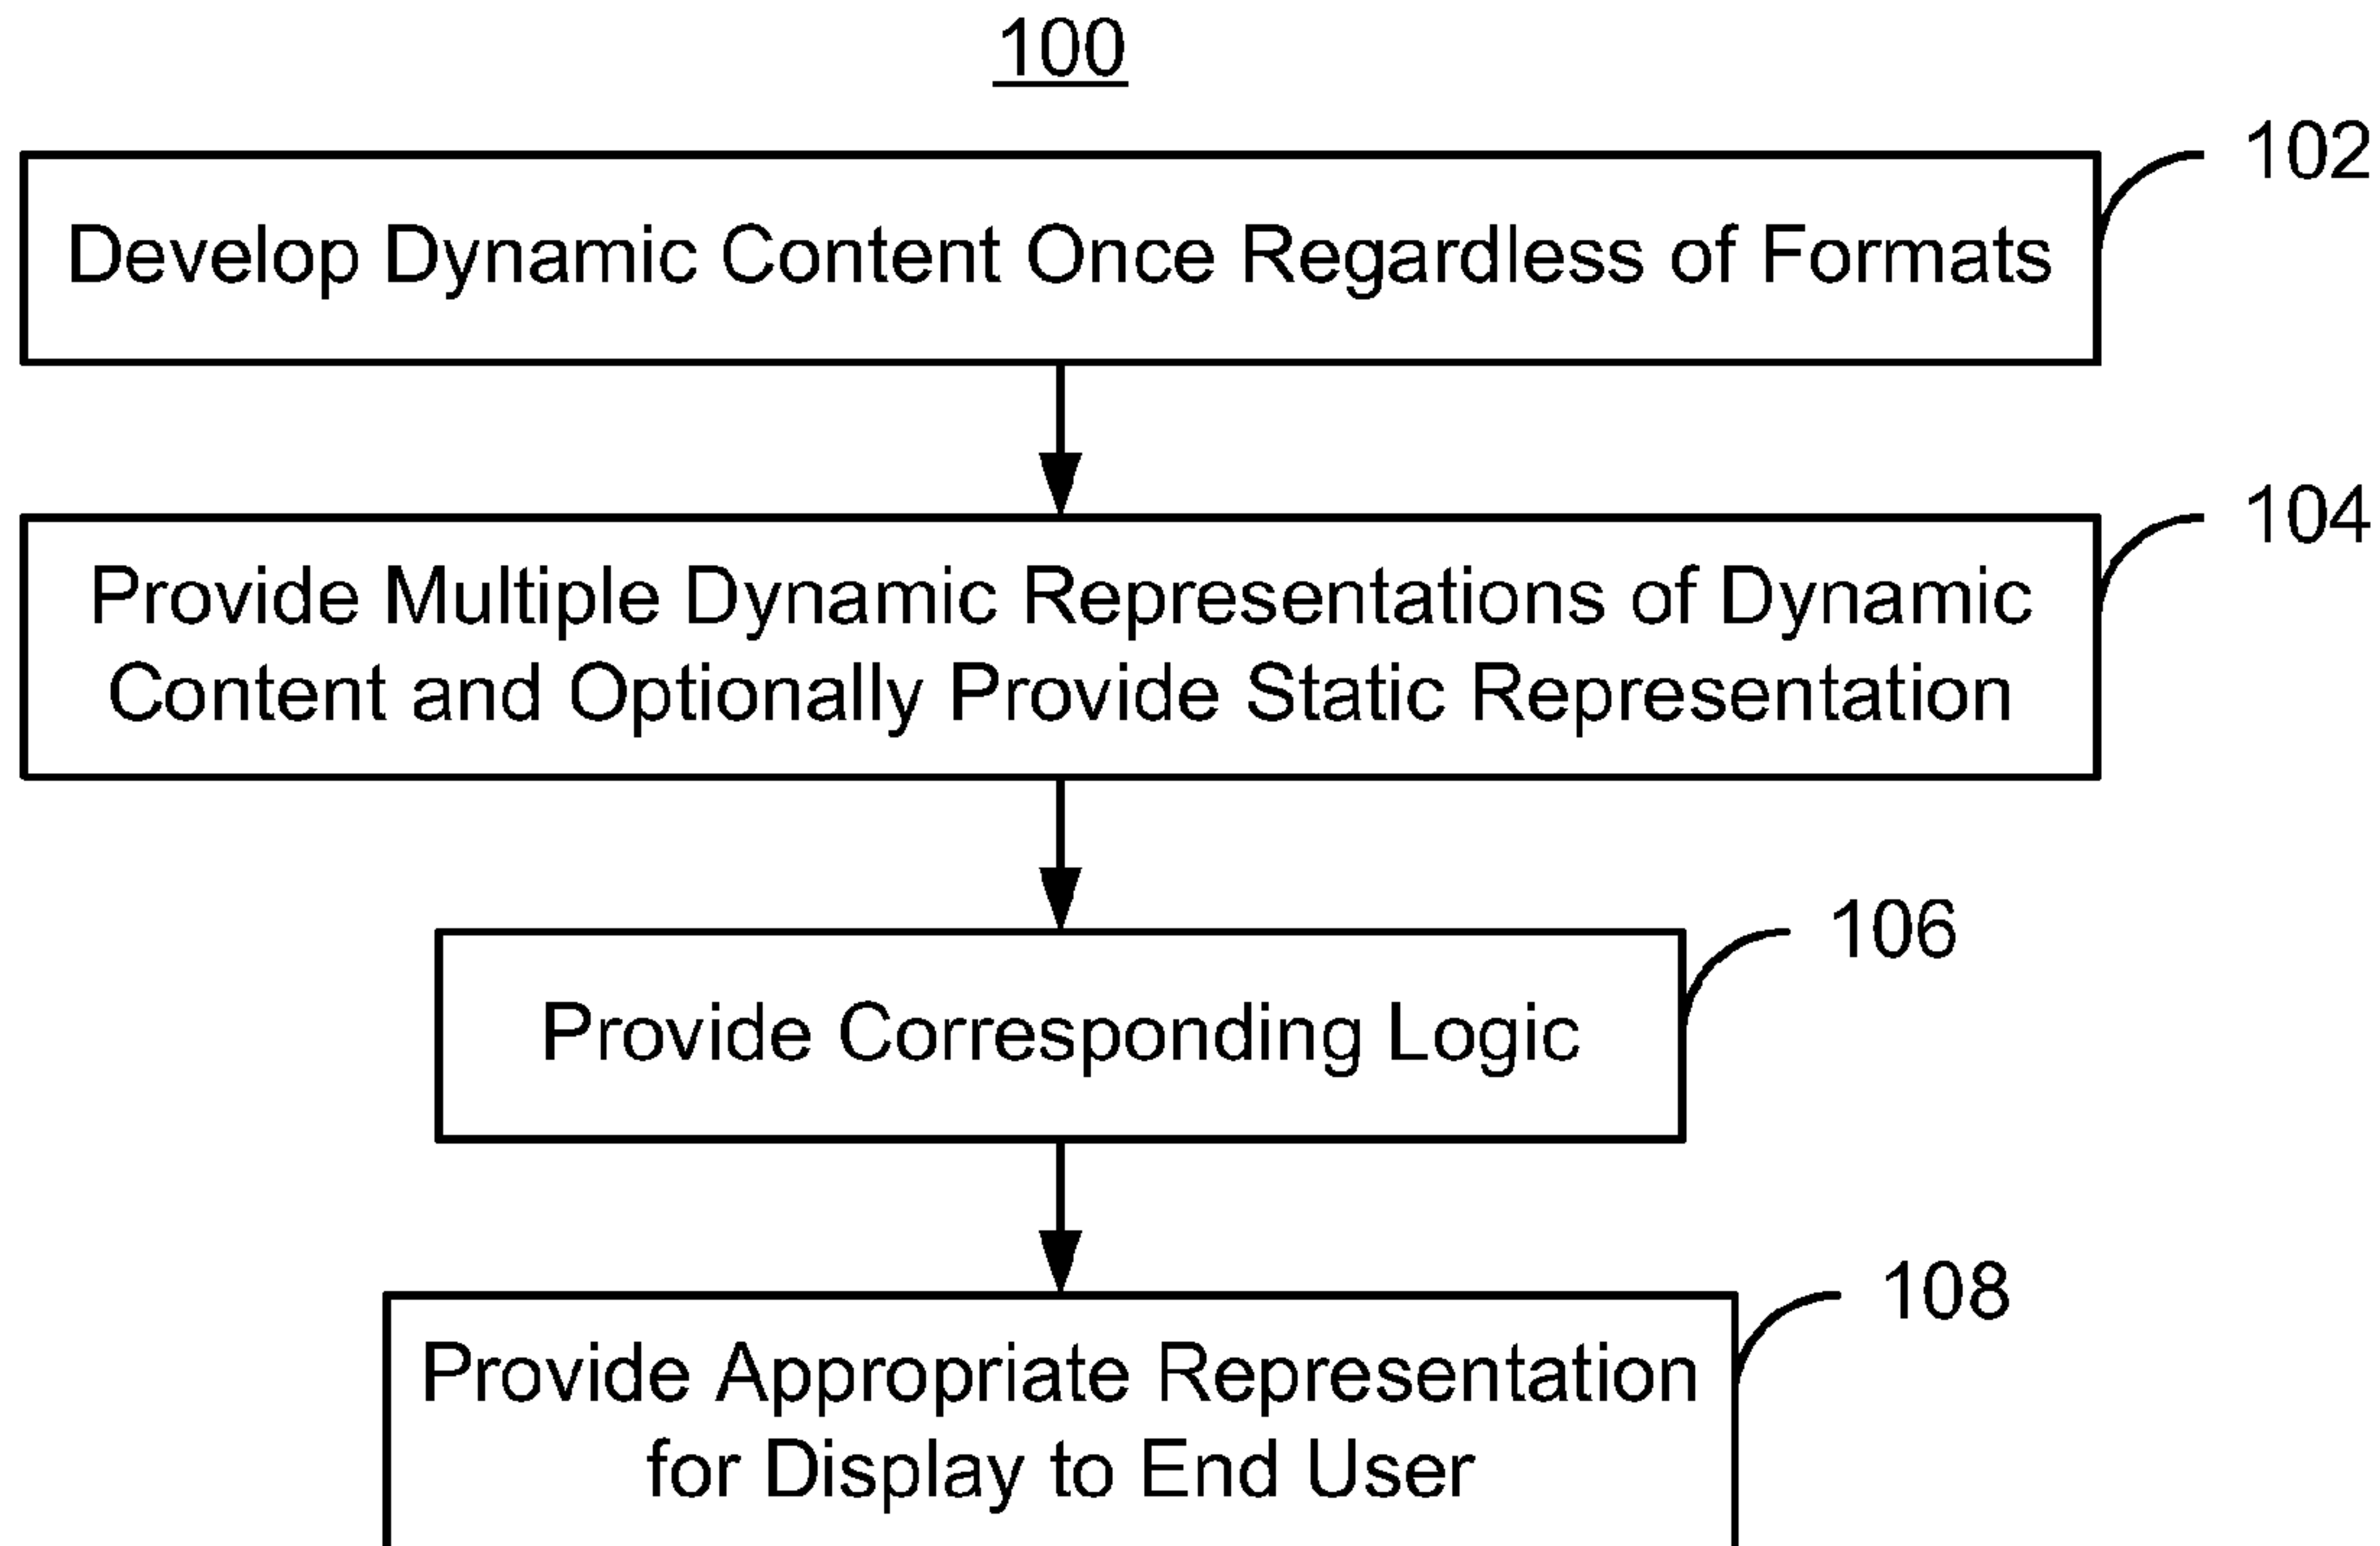 100
102
Develop Dynamic Content Once Regardless of Formats
104
Provide Multiple Dynamic Representations of Dynamic
Content and Optionally Provide Static Representation
106
Provide Corresponding Logic
108
Provide Appropriate Representation
for Display to End User